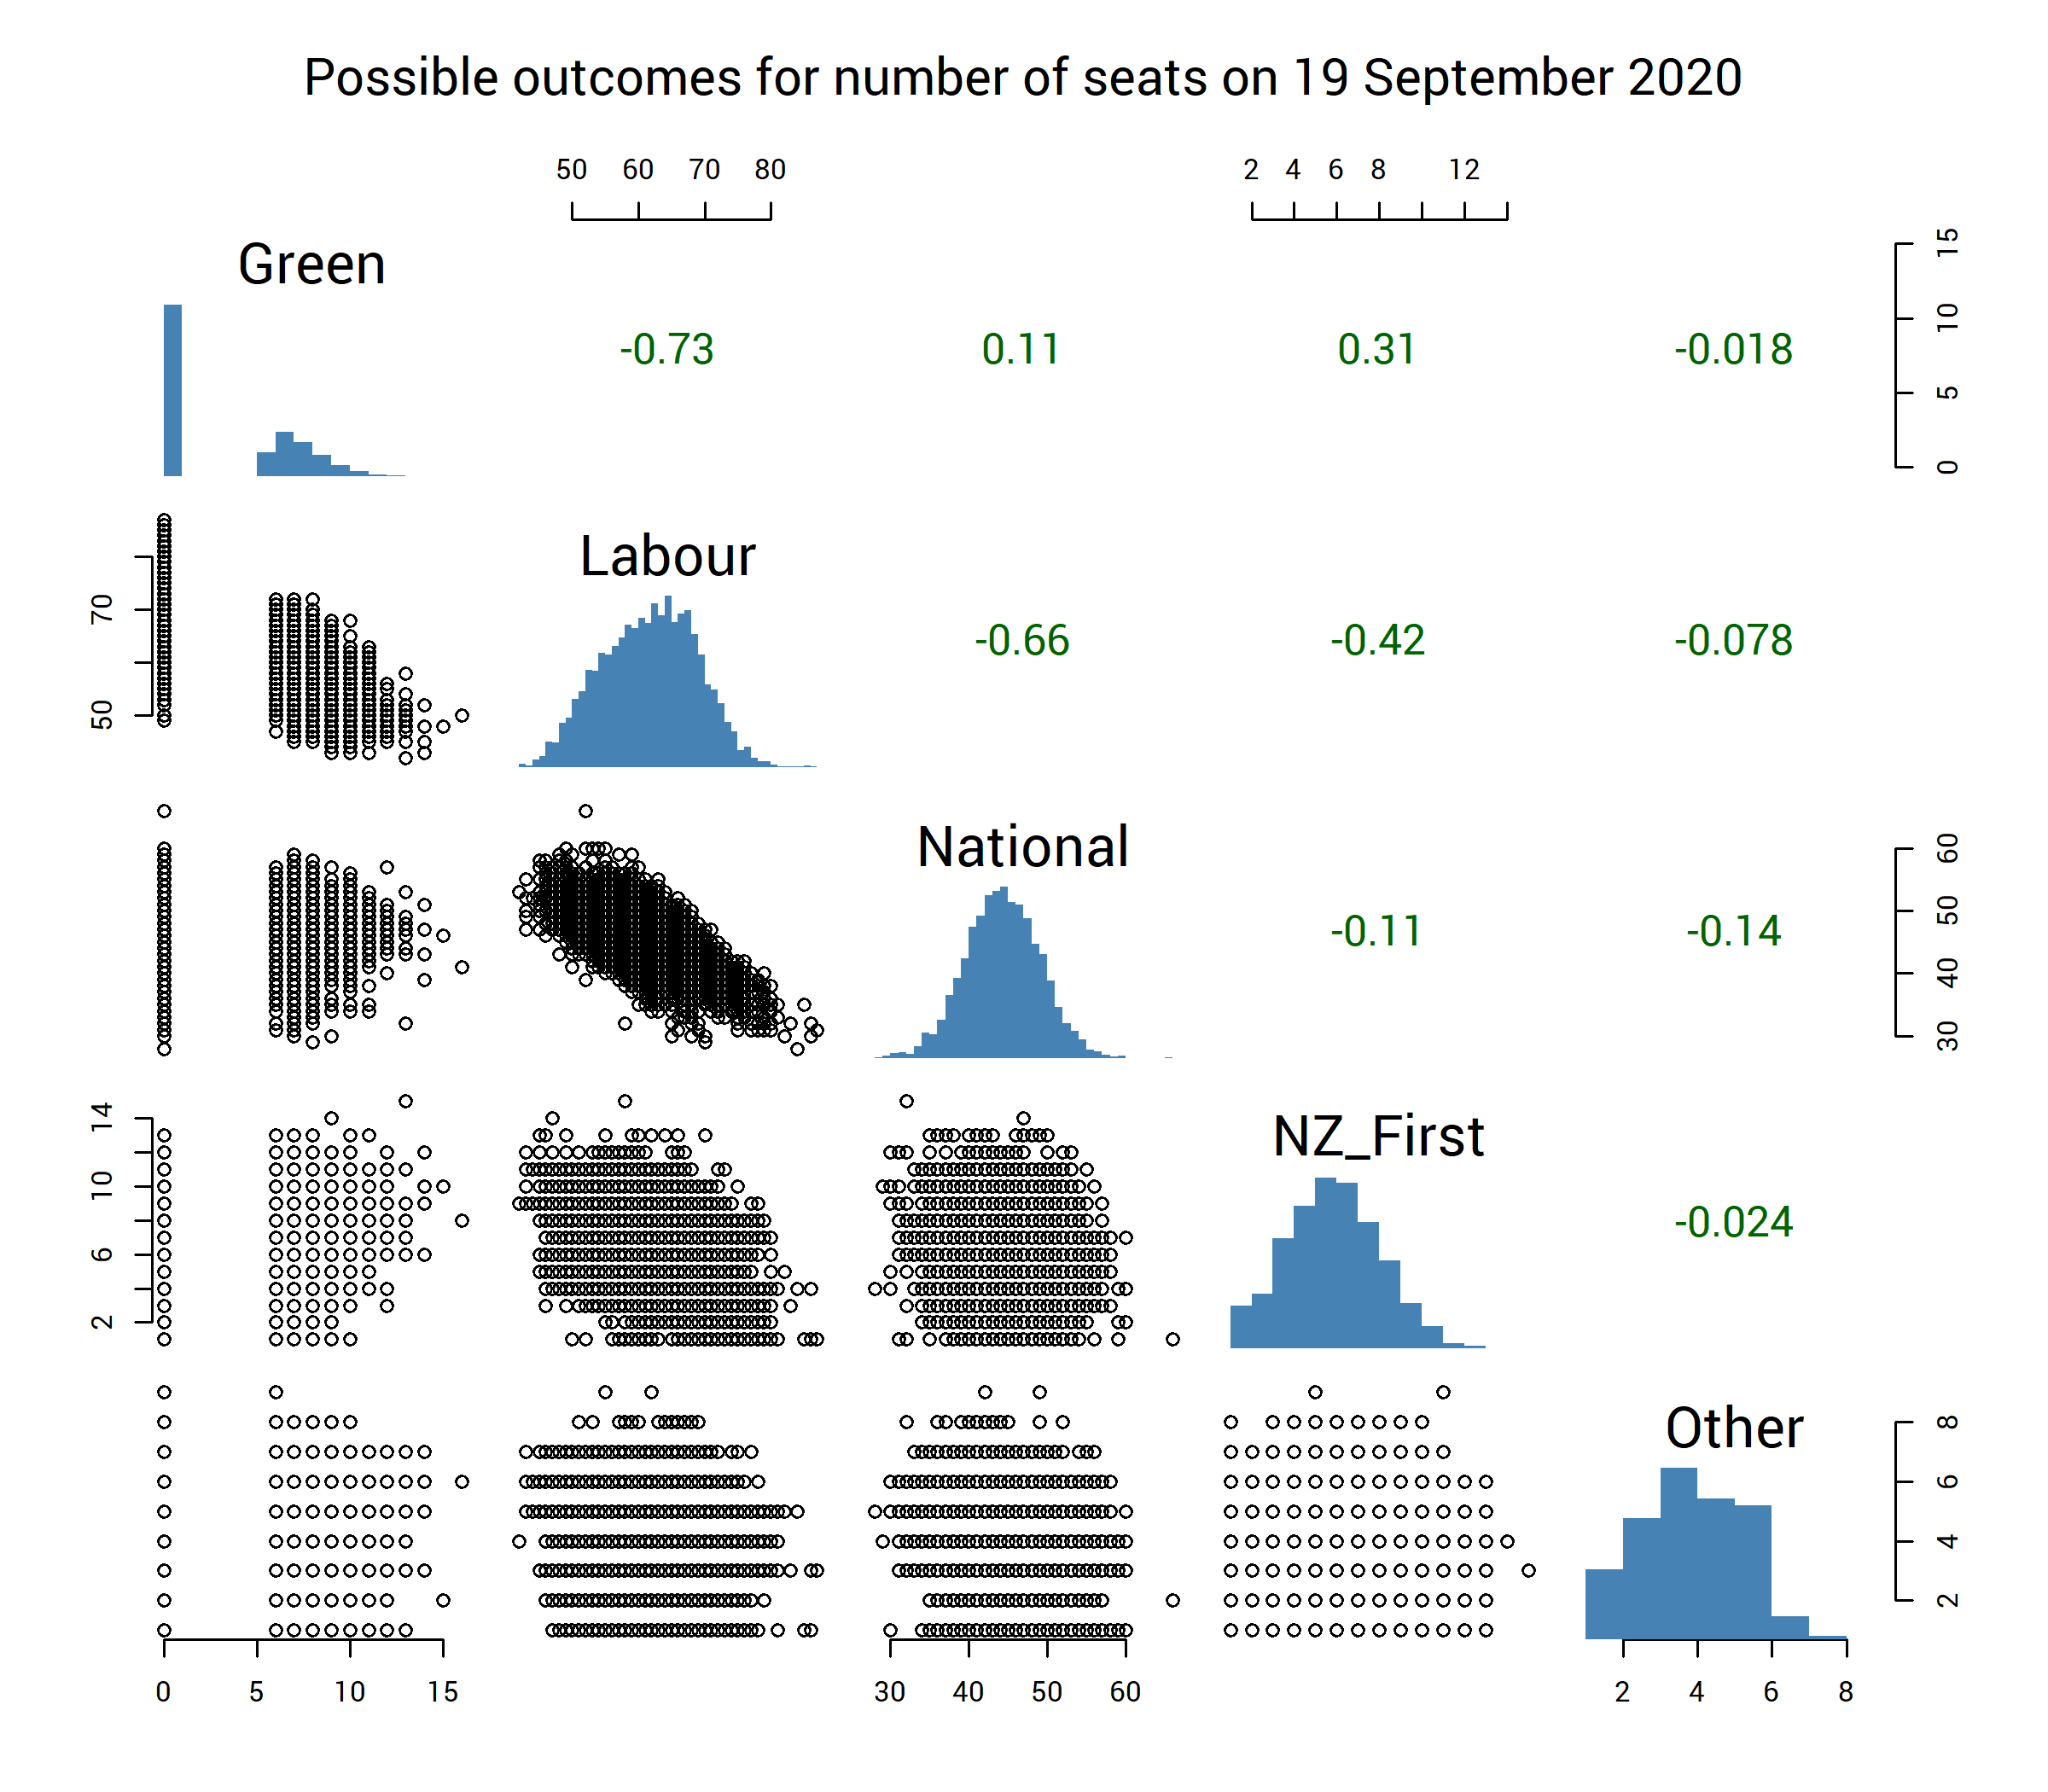 Possible outcomes for number of seats on 19 September 2020
50 60 70 80
2 4 6 8 12
Green
-0.73 0.11 0.31 -0.018
0 5 10 15
Labour
50 70
-0.66 -0.42 -0.078
National
-0.11 -0.14
30 40 50 60
NZ_First
2 6 10 14
-0.024
Other
2 4 6 8
0 5 10 15
30 40 50 60
2 4 6 8